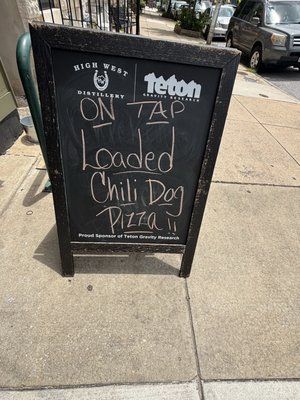 HIGH WEST
DISTILLERY
Teton
GRAVITY RESEARCH
ON TAP
Loaded
Chili Dog
Pizza!!
Proud Sponsor of Teton Gravity Research